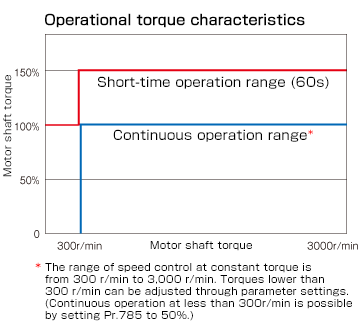 Operational torque characteristics
150%
Short-time operation range (60s)
100%
Continuous operation range*
50%
0
Motor shaft torque
300r/min
Motor shaft torque
3000r/min
* The range of speed control at constant torque is
from 300 r/min to 3,000 r/min. Torques lower than
300 r/min can be adjusted through parameter settings.
(Continuous operation at less than 300r/min is possible
by setting Pr.785 to 50%.)